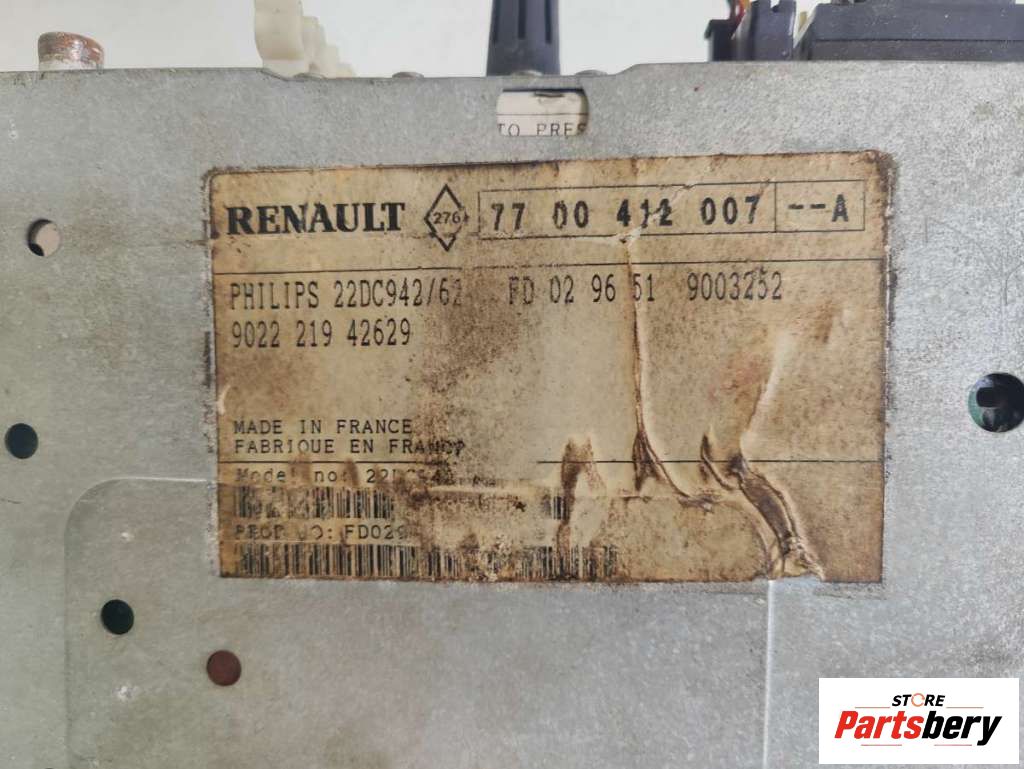 TO PRES
RENAULT 276 77 00 412 007 --A
PHILIPS 22DC942/62 FD 02 96 51 9003252
9022 219 42629
MADE IN FRANCE
FABRIQUE EN FRANCE
Model no: 22DC942
PROD NO: FD029
STORE
Partsbery